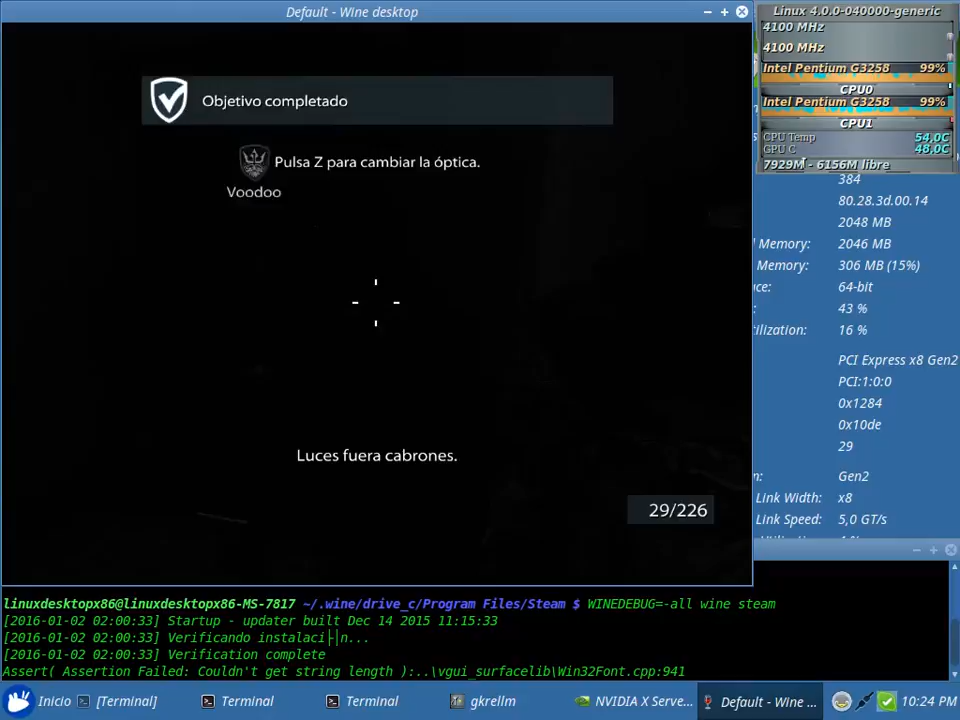 Default - Wine desktop
Objetivo completado
Pulsa Z para cambiar la óptica.
Voodoo
Luces fuera cabrones.
29/226
Linux 4.0.0-040000-generic
4100 MHz
4100 MHz
Intel Pentium G3258 99%
CPU0
Intel Pentium G3258 99%
CPU1
CPU Temp 54,0C
GPU C 48.0C
7929M - 6156M libre
384
80.28.3d.00.14
2048 MB
Memory: 2046 MB
Memory: 306 MB (15%)
ce: 64-bit
: 43 %
ilization: 16 %
PCI Express x8 Gen2
PCI:1:0:0
0x1284
0x10de
29
n: Gen2
Link Width: x8
Link Speed: 5,0 GT/s
linuxdesktopx86@linuxdesktopx86-MS-7817 ~/.wine/drive_c/Program Files/Steam $ WINEDEBUG=-all wine steam
[2016-01-02 02:00:33] Startup - updater built Dec 14 2015 11:15:33
[2016-01-02 02:00:33] Verificando instalaci├│n...
[2016-01-02 02:00:33] Verification complete
Assert( Assertion Failed: Couldn't get string length ):..\vgui_surfacelib\Win32Font.cpp:941
Inicio
[Terminal]
Terminal
Terminal
gkrellm
NVIDIA X Serve...
Default - Wine ...
10:24 PM